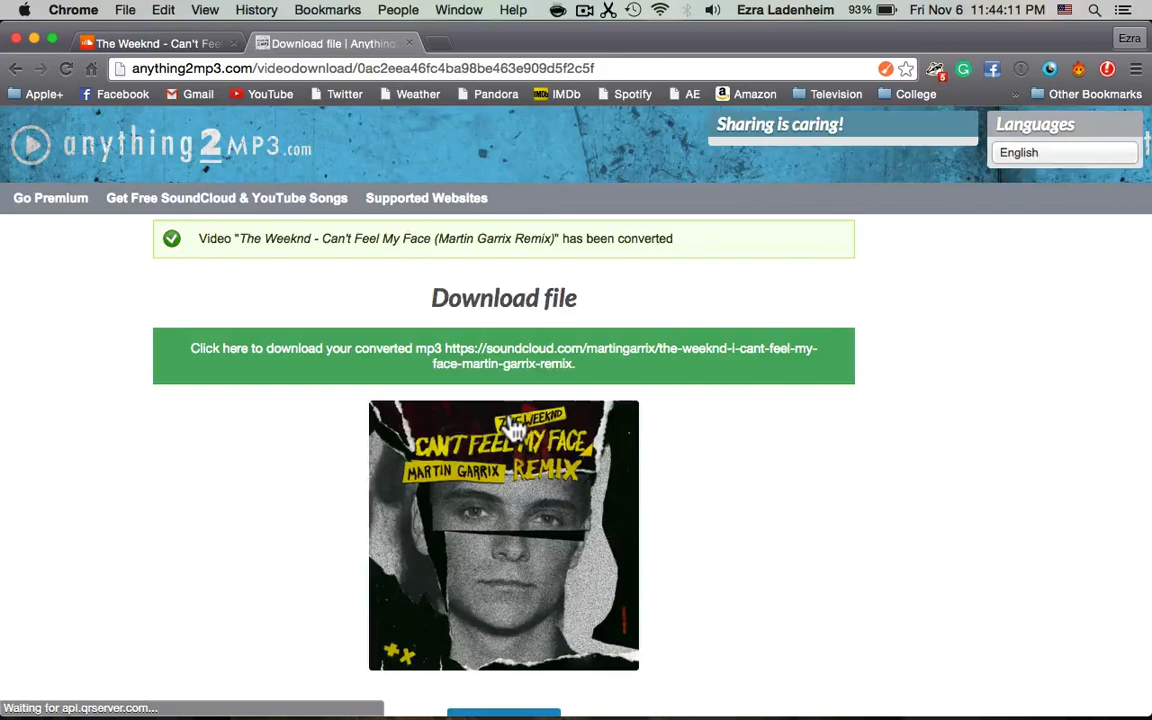 Chrome File Edit View History Bookmarks People Window Help Ezra Ladenheim 93% Fri Nov 6 11:44:11 PM
The Weeknd - Can't Fee Download file | Anything Ezra
anything2mp3.com/videodownload/0ac2eea46fc4ba98be463e909d5f2c5f 5
Apple+ Facebook Gmail YouTube Twitter Weather Pandora IMDb IMDb Spotify AE Amazon Television College » Other Bookmarks
anything2MP3.com
Sharing is caring!
Languages
English
Go Premium Get Free SoundCloud & YouTube Songs Supported Websites
Video "The Weeknd - Can't Feel My Face (Martin Garrix Remix)" has been converted
Download file
Click here to download your converted mp3 https://soundcloud.com/martingarrix/the-weeknd-i-cant-feel-my-
face-martin-garrix-remix.
WEEKND
CAN'T FEEL MY FACE
MARTIN GARRIX REMIX
+x
Waiting for api.qrserver.com...